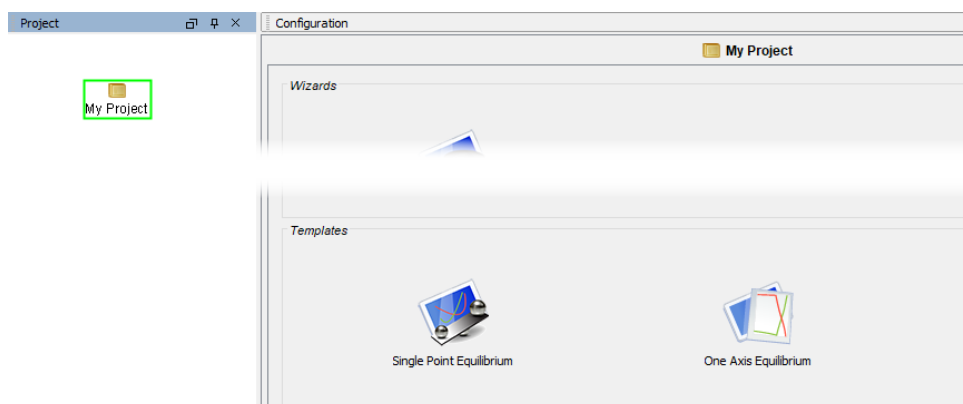 Project
Configuration
My Project
My Project
Wizards
Templates
Single Point Equilibrium
One Axis Equilibrium